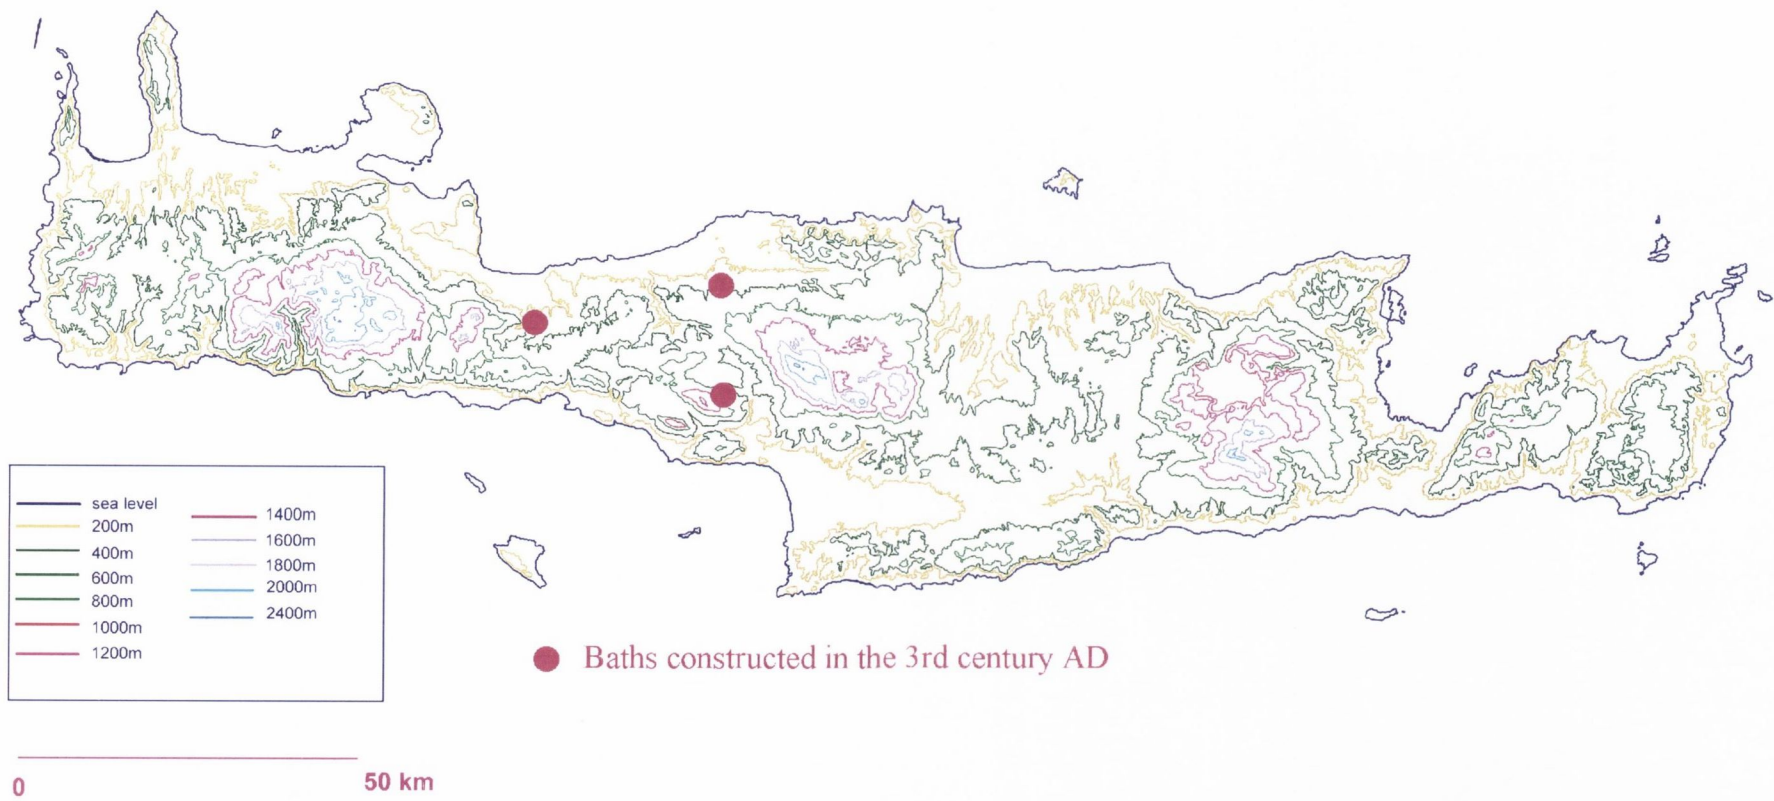 sea level
200m
400m
600m
800m
1000m
1200m
1400m
1600m
1800m
2000m
2400m
Baths constructed in the 3rd century AD
0
50 km